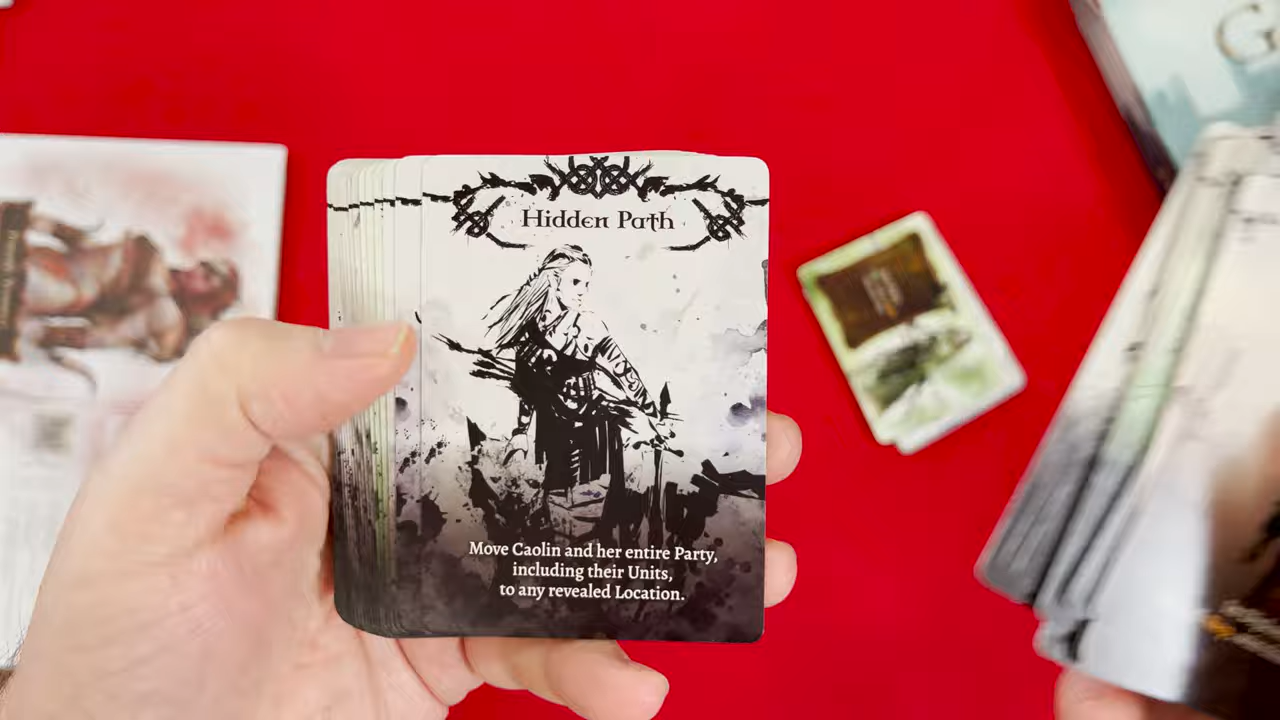 Hidden Path
Move Caolin and her entire Party,
including their Units,
to any revealed Location.